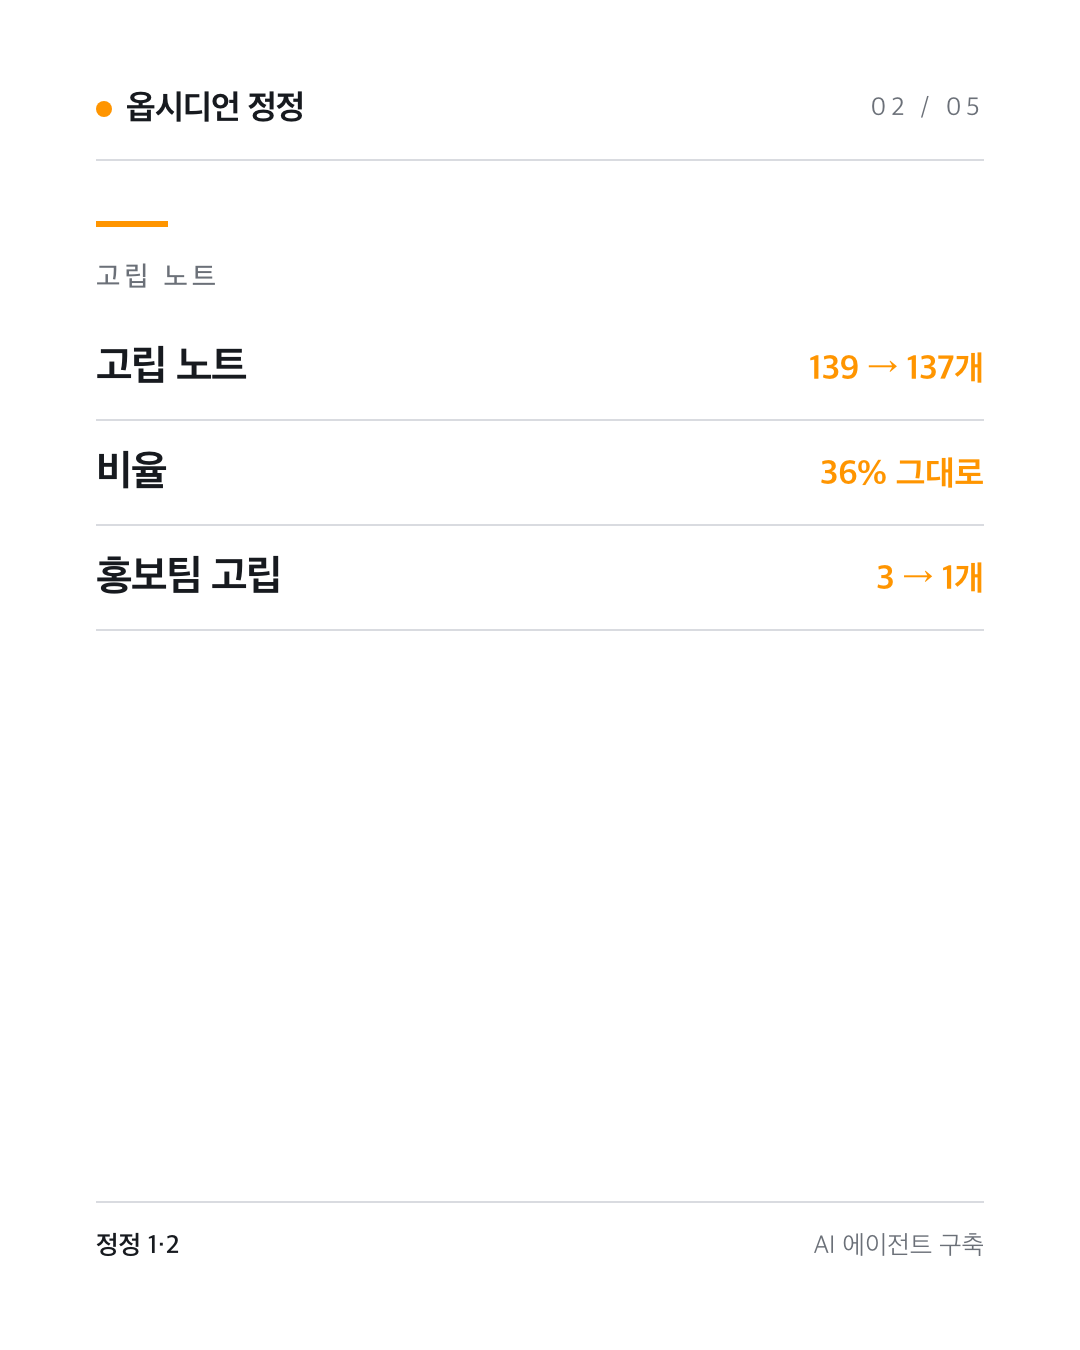 옵시디언 정정
02 / 05
고립 노트
고립 노트 139 → 137개
비율 36% 그대로
홍보팀 고립 3 → 1개
정정 1·2
AI 에이전트 구축